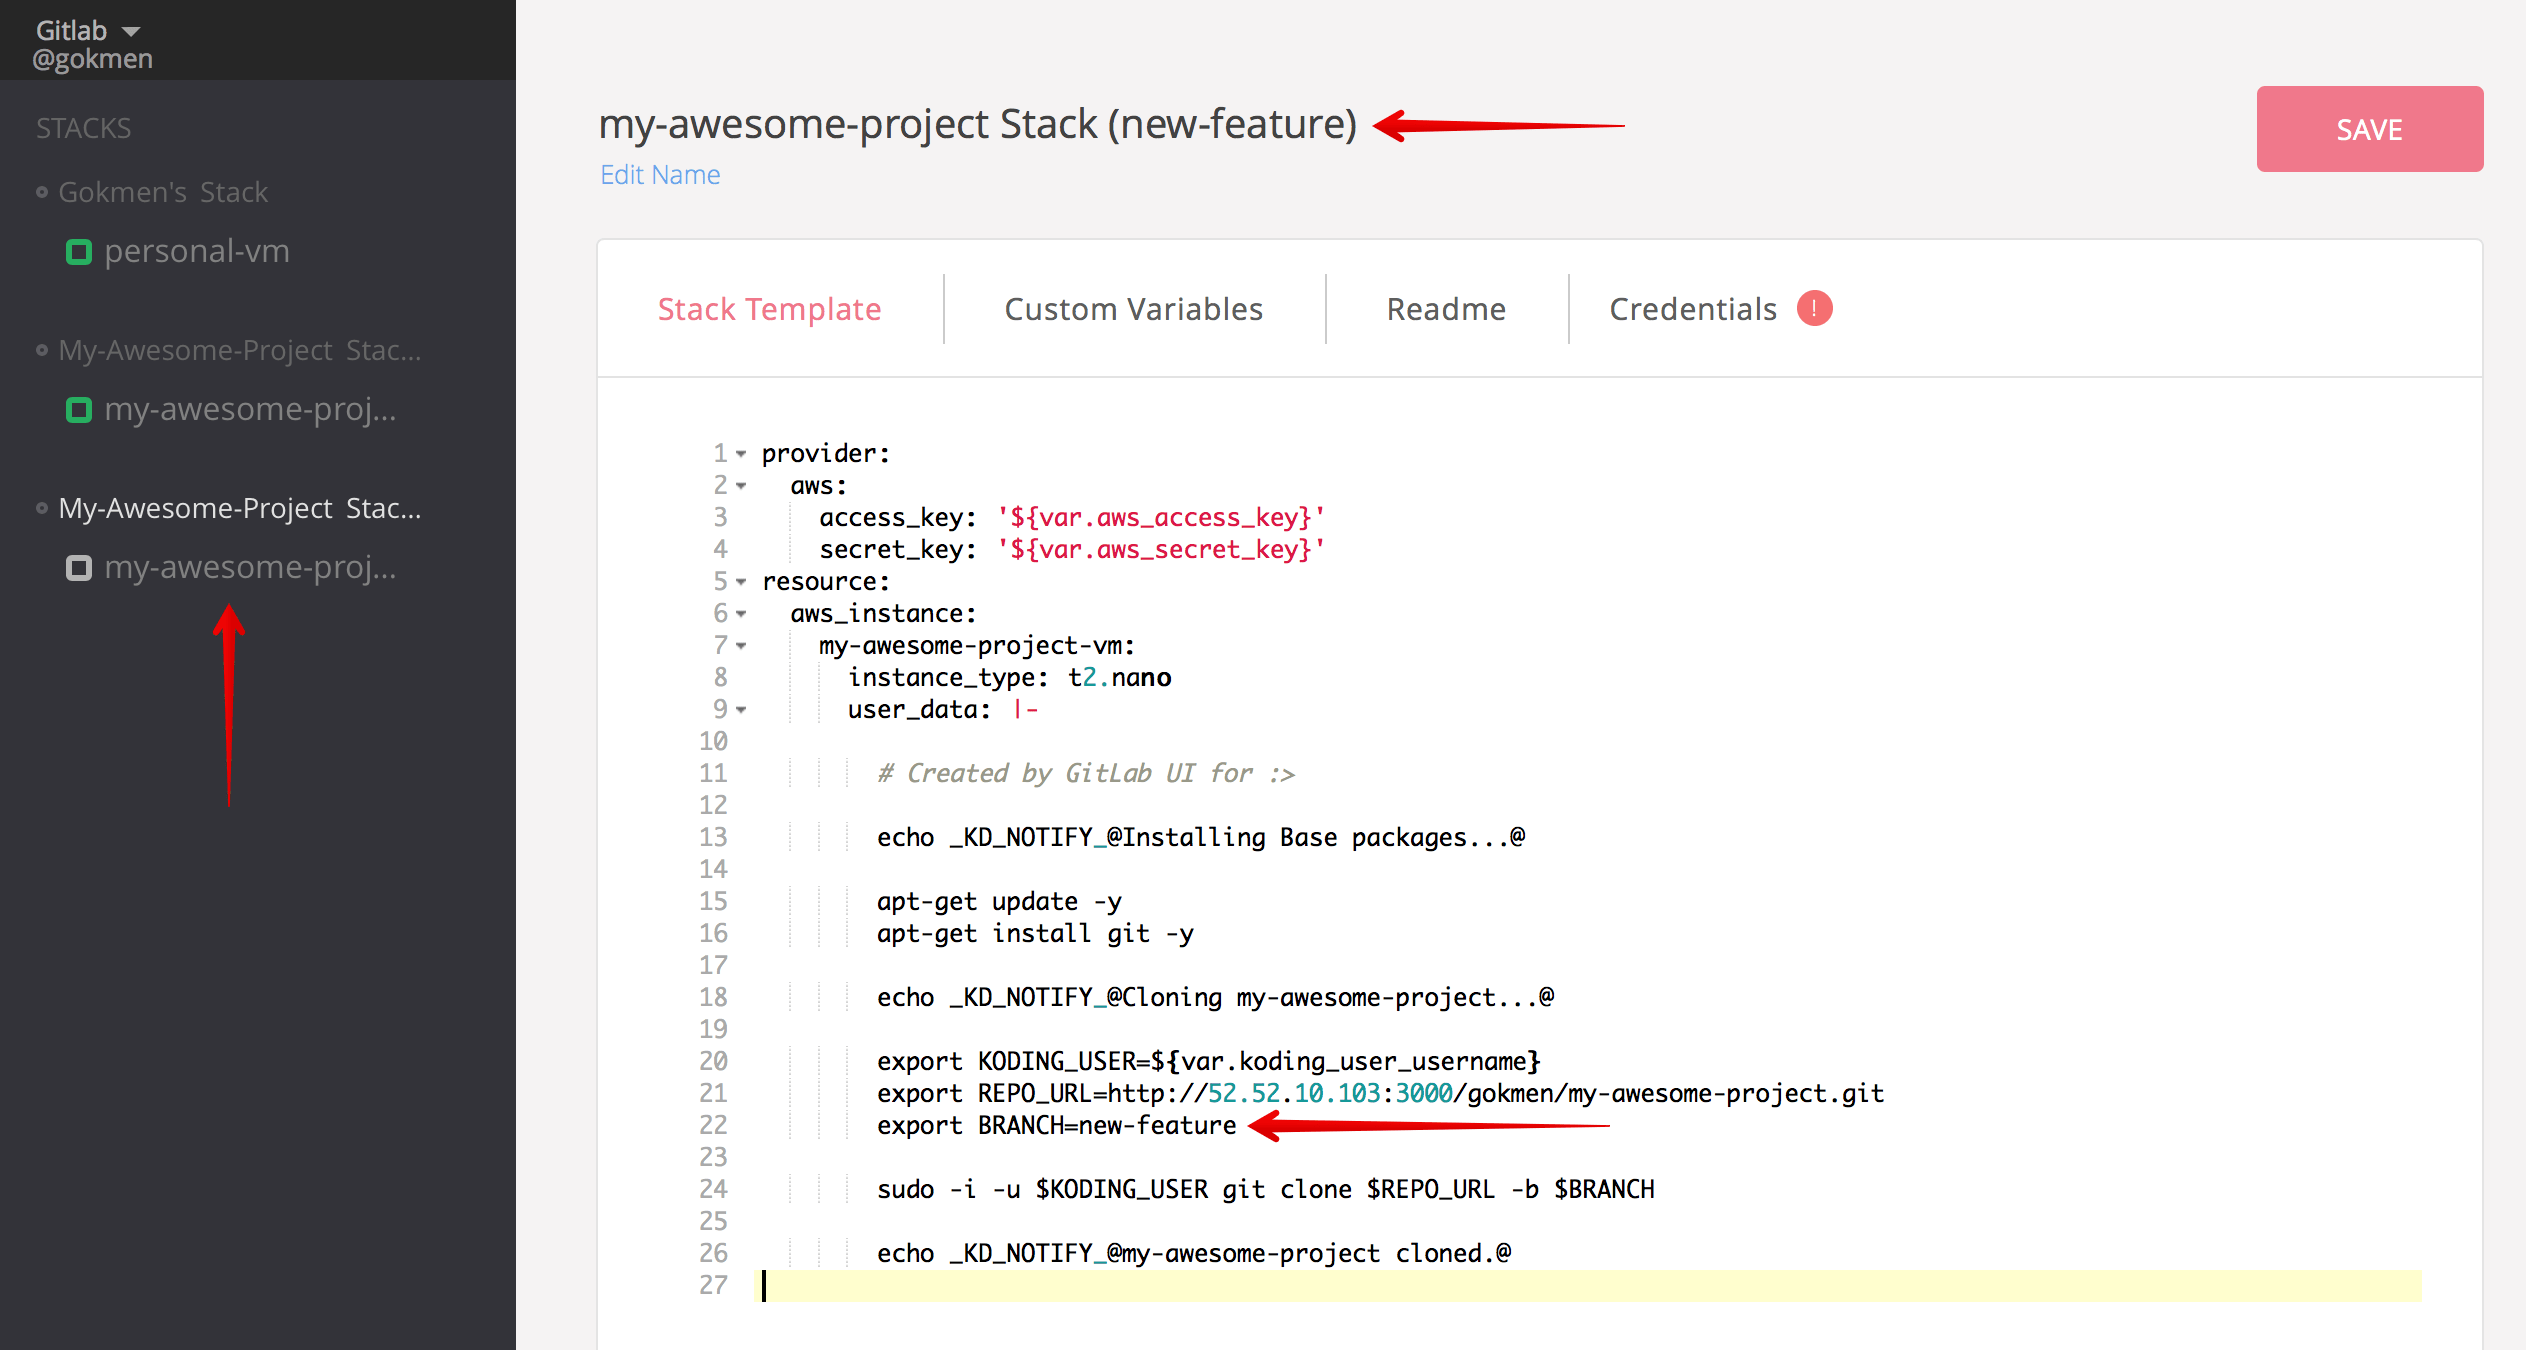 Gitlab
@gokmen
STACKS
Gokmen's Stack
personal-vm
My-Awesome-Project Stac...
my-awesome-proj...
My-Awesome-Project Stac...
my-awesome-proj...
my-awesome-project Stack (new-feature)
Edit Name
SAVE
Stack Template
Custom Variables
Readme
Credentials !
1 provider:
2 aws:
3 access_key: '${var.aws_access_key}'
4 secret_key: '${var.aws_secret_key}'
5 resource:
6 aws_instance:
7 my-awesome-project-vm:
8 instance_type: t2.nano
9 user_data: |-
10
11 # Created by GitLab UI for :>
12
13 echo _KD_NOTIFY_@Installing Base packages...@
14
15 apt-get update -y
16 apt-get install git -y
17
18 echo _KD_NOTIFY_@Cloning my-awesome-project...@
19
20 export KODING_USER=${var.koding_user_username}
21 export REPO_URL=http://52.52.10.103:3000/gokmen/my-awesome-project.git
22 export BRANCH=new-feature
23
24 sudo -i -u $KODING_USER git clone $REPO_URL -b $BRANCH
25
26 echo _KD_NOTIFY_@my-awesome-project cloned.@
27